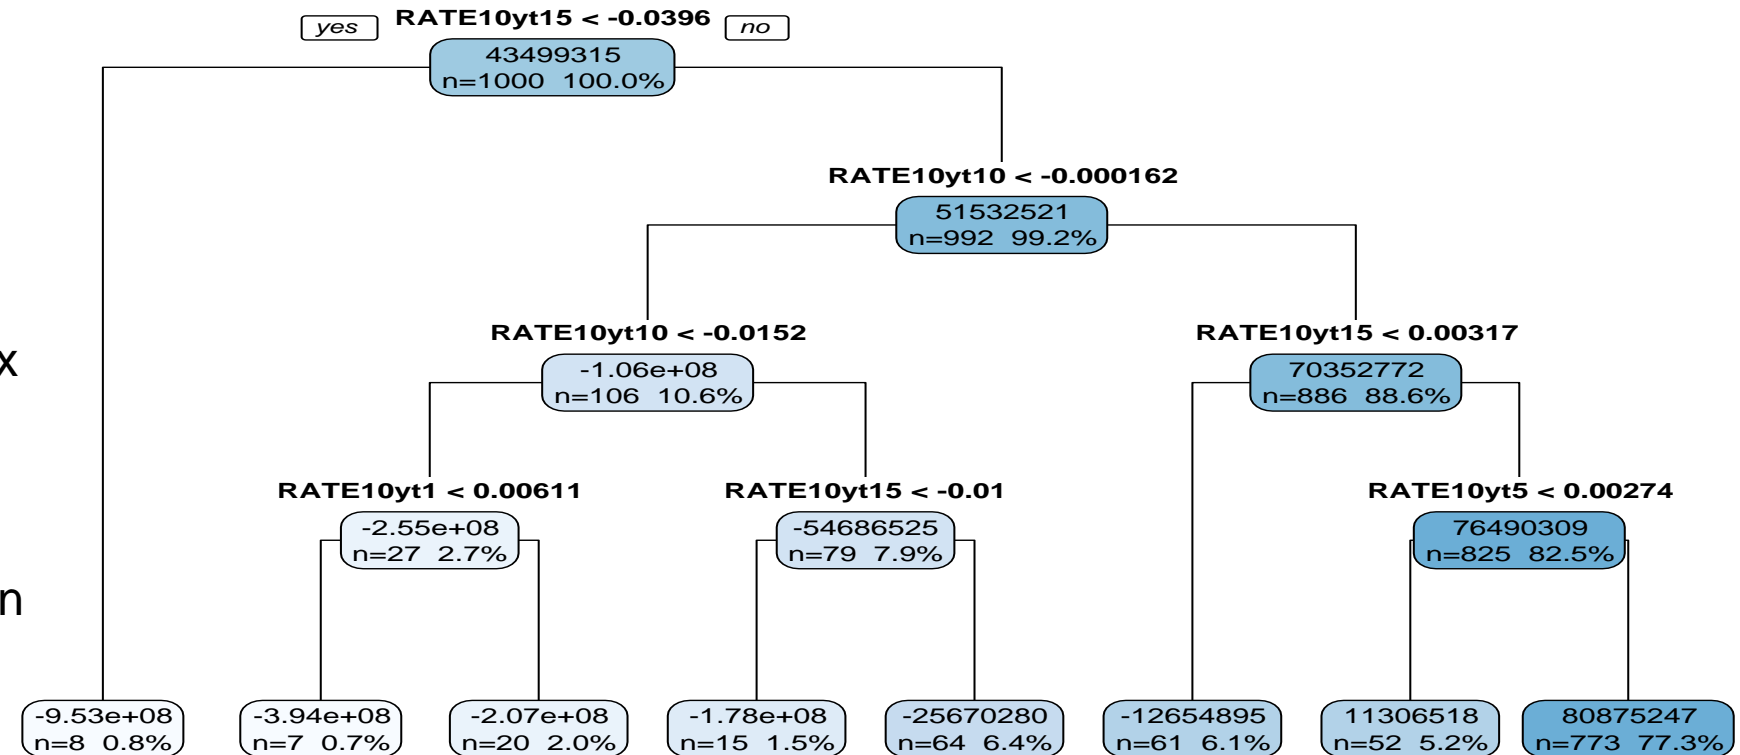 yes RATE10yt15 < -0.0396 no
43499315
n=1000 100.0%
RATE10yt10 < -0.000162
51532521
n=992 99.2%
RATE10yt10 < -0.0152
RATE10yt15 < 0.00317
x
-1.06e+08
n=106 10.6%
70352772
n=886 88.6%
RATE10yt1 < 0.00611
RATE10yt15 < -0.01
RATE10yt5 < 0.00274
-2.55e+08
n=27 2.7%
-54686525
n=79 7.9%
76490309
n=825 82.5%
n
-9.53e+08
n=8 0.8%
-3.94e+08
n=7 0.7%
-2.07e+08
n=20 2.0%
-1.78e+08
n=15 1.5%
-25670280
n=64 6.4%
-12654895
n=61 6.1%
11306518
n=52 5.2%
80875247
n=773 77.3%